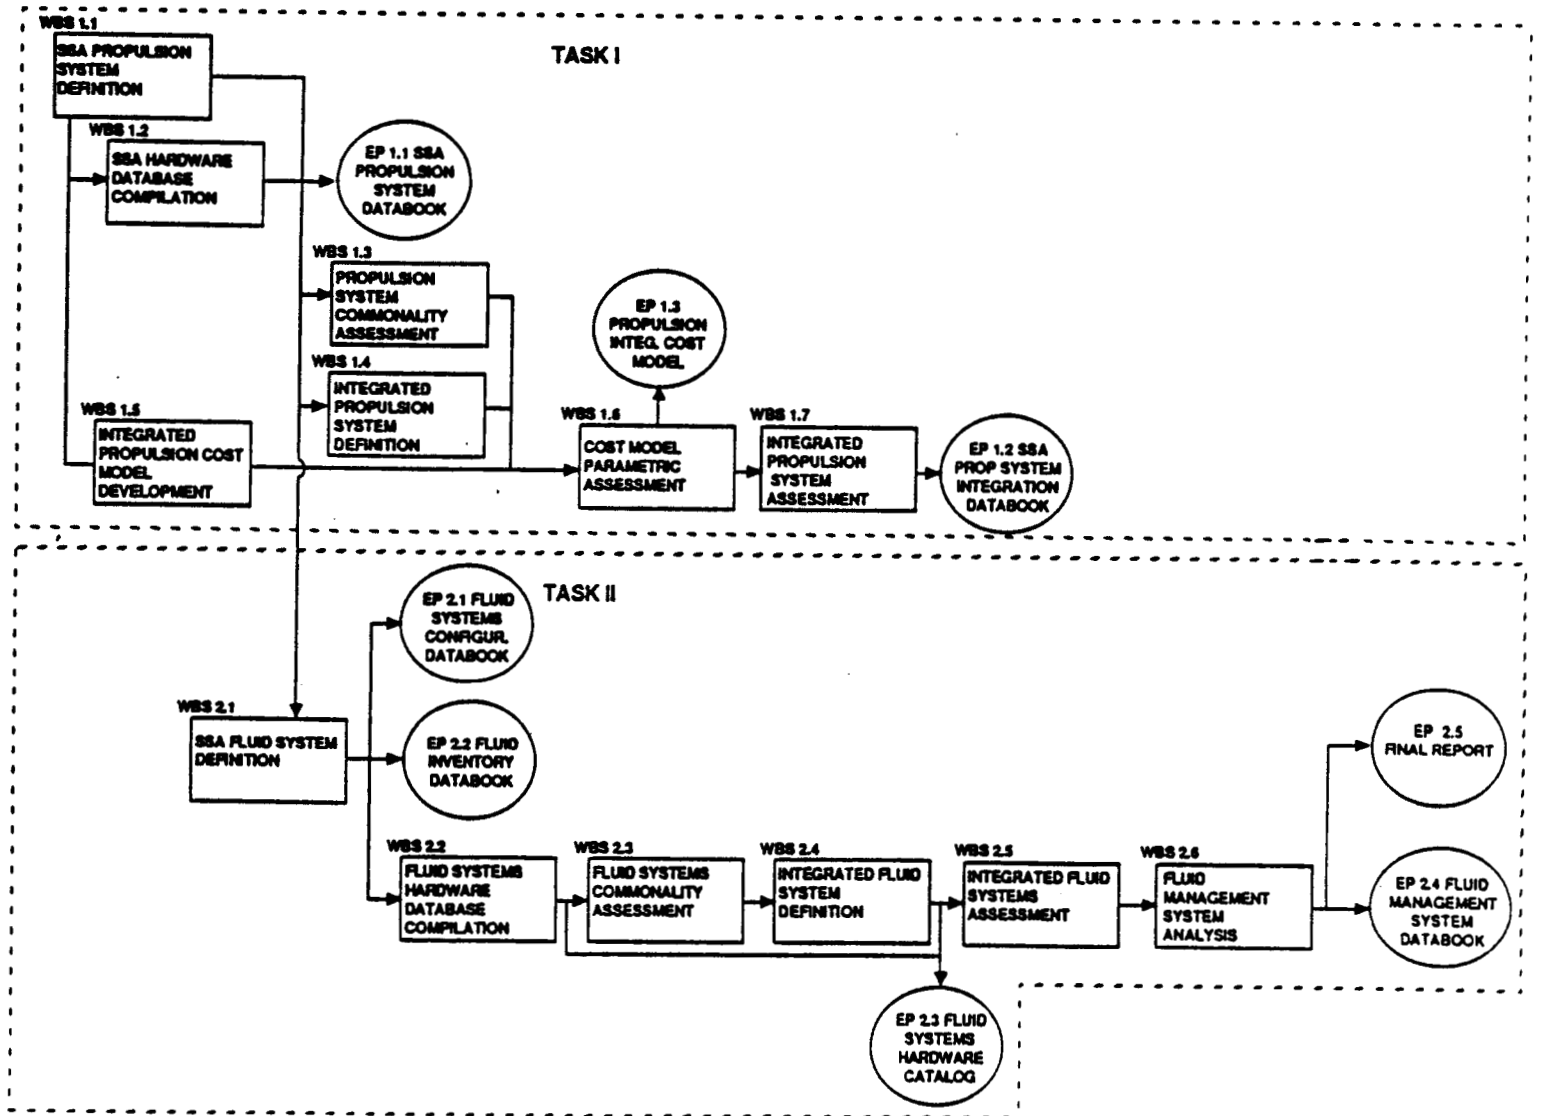 WBS 1.1
SSA PROPULSION
SYSTEM
DEFINITION
TASK I
WBS 1.2
SSA HARDWARE
DATABASE
COMPILATION
EP 1.1 SSA
PROPULSION
SYSTEM
DATABOOK
WBS 1.3
PROPULSION
SYSTEM
COMMONALITY
ASSESSMENT
WBS 1.4
INTEGRATED
PROPULSION
SYSTEM
DEFINITION
EP 1.3
PROPULSION
INTEG. COST
MODEL
WBS 1.5
INTEGRATED
PROPULSION COST
MODEL
DEVELOPMENT
WBS 1.6
COST MODEL
PARAMETRIC
ASSESSMENT
WBS 1.7
INTEGRATED
PROPULSION
SYSTEM
ASSESSMENT
EP 1.2 SSA
PROP SYSTEM
INTEGRATION
DATABOOK
TASK II
EP 2.1 FLUID
SYSTEMS
CONFIGUR.
DATABOOK
WBS 2.1
SSA FLUID SYSTEM
DEFINITION
EP 2.2 FLUID
INVENTORY
DATABOOK
WBS 2.2
FLUID SYSTEMS
HARDWARE
DATABASE
COMPILATION
WBS 2.3
FLUID SYSTEMS
COMMONALITY
ASSESSMENT
WBS 2.4
INTEGRATED FLUID
SYSTEM
DEFINITION
WBS 2.5
INTEGRATED FLUID
SYSTEMS
ASSESSMENT
WBS 2.6
FLUID
MANAGEMENT
SYSTEM
ANALYSIS
EP 2.5
FINAL REPORT
EP 2.4 FLUID
MANAGEMENT
SYSTEM
DATABOOK
EP 2.3 FLUID
SYSTEMS
HARDWARE
CATALOG